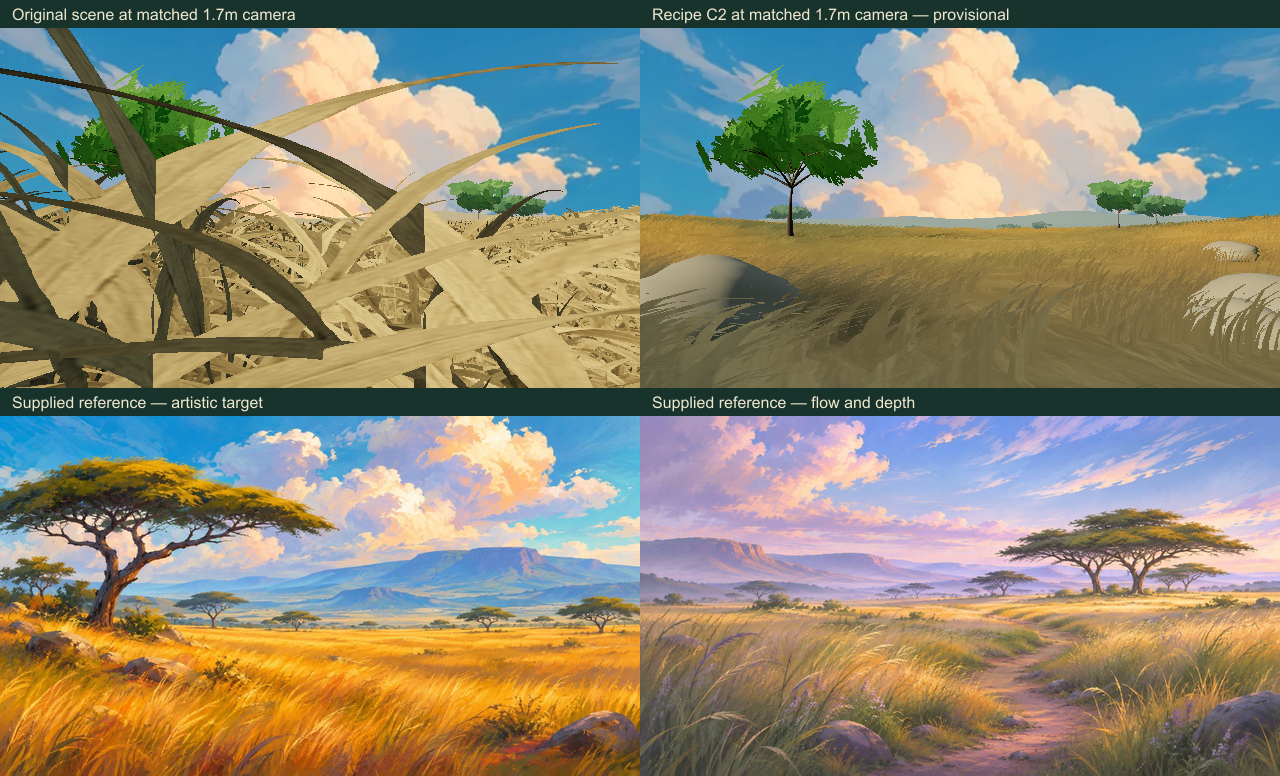 Original scene at matched 1.7m camera
Recipe C2 at matched 1.7m camera — provisional
Supplied reference — artistic target
Supplied reference — flow and depth